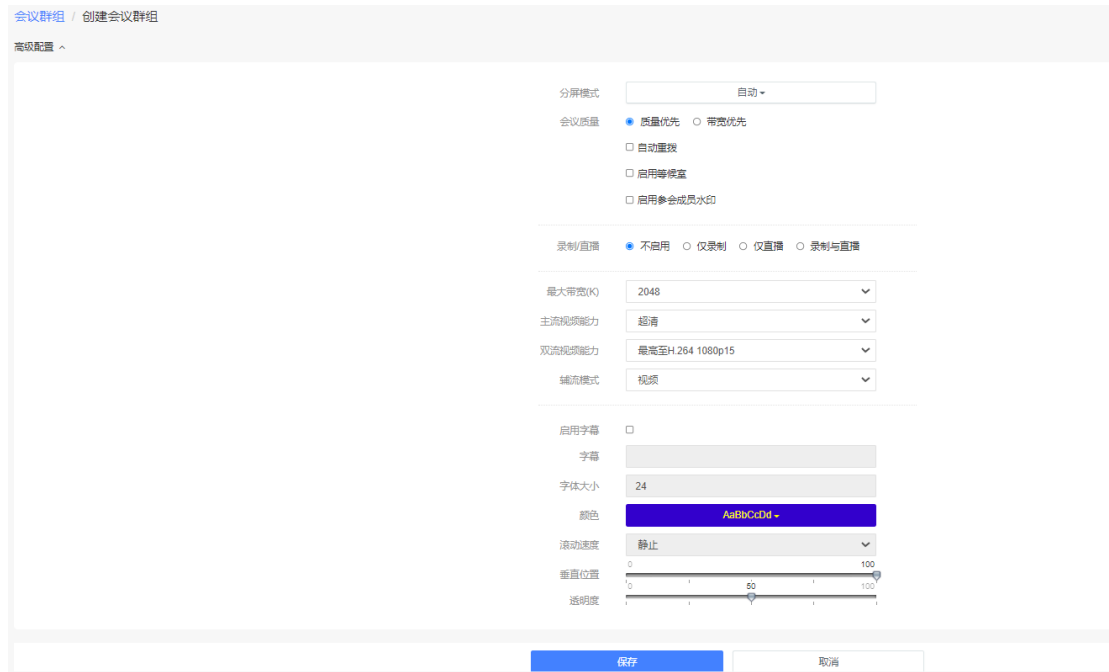 会议群组 / 创建会议群组
高级配置
分屏模式 自动
会议质量 质量优先 带宽优先
自动重拨
启用等候室
启用参会成员水印
录制/直播 不启用 仅录制 仅直播 录制与直播
最大带宽(K) 2048
主流视频能力 超清
双流视频能力 最高至H.264 1080p15
辅流模式 视频
启用字幕
字幕
字体大小 24
颜色 AaBbCcDd
滚动速度 静止
0 100
垂直位置
0 50 100
透明度
保存 取消